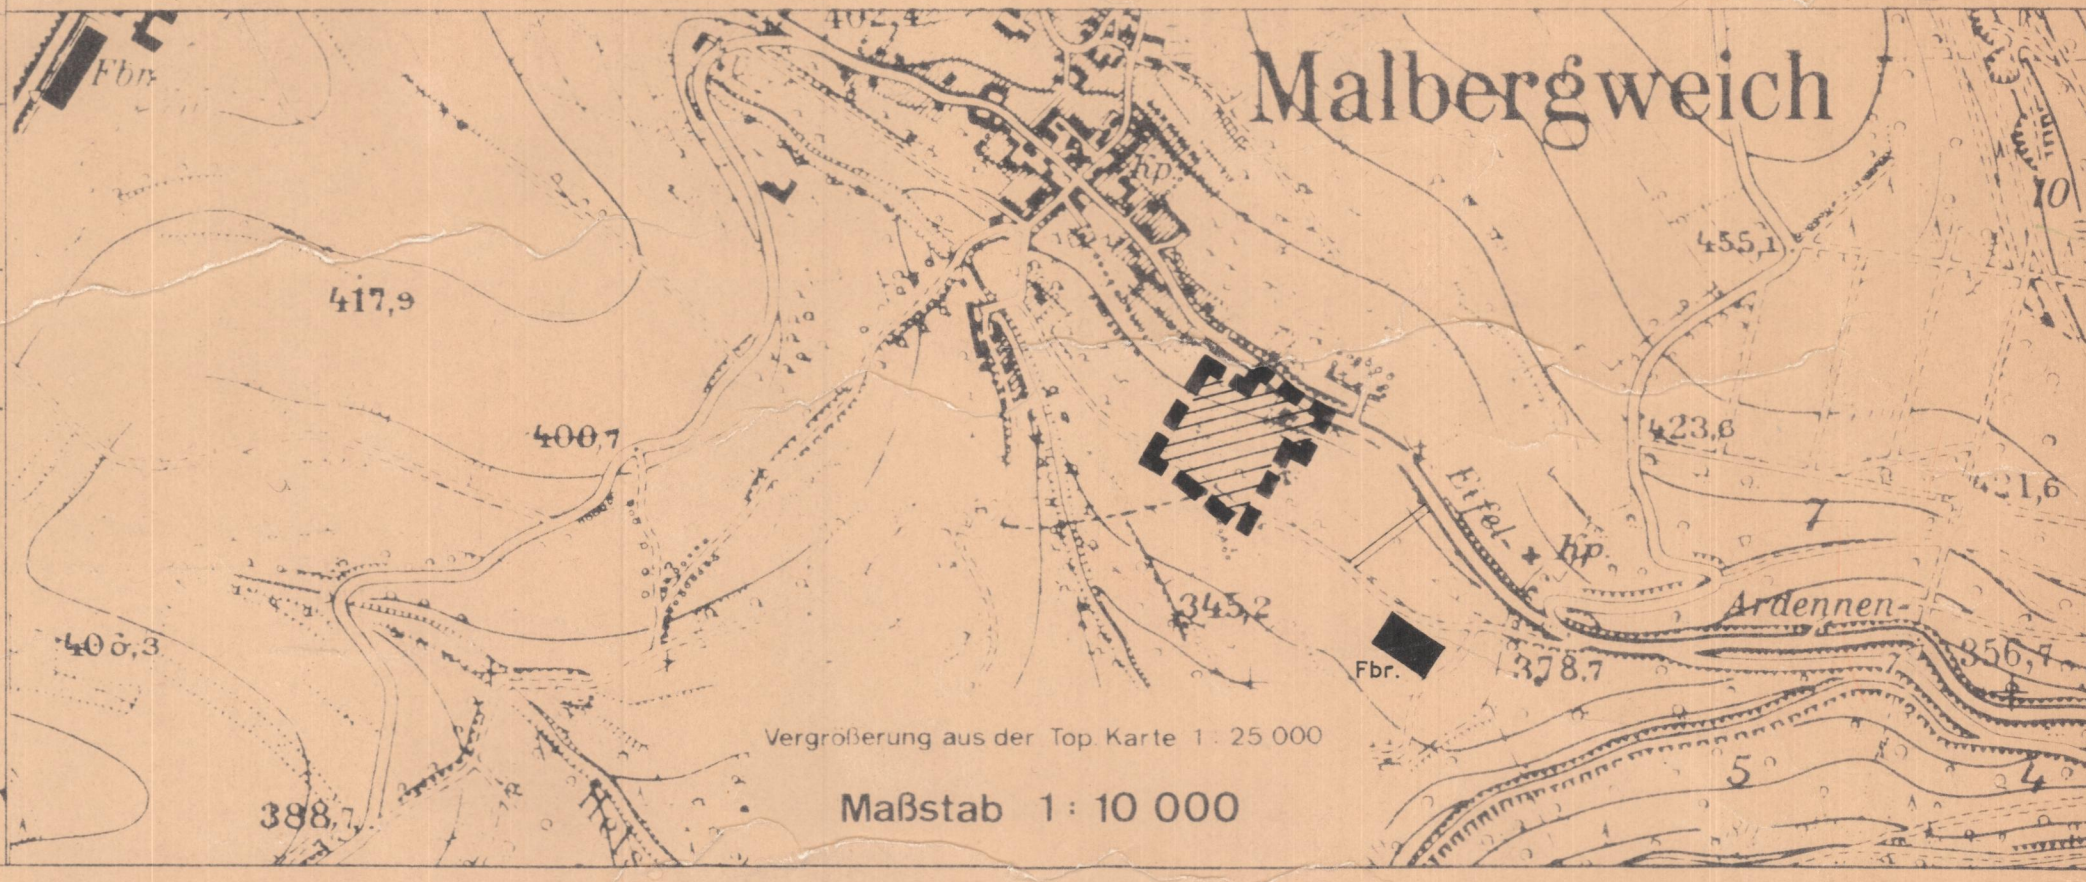 402,4
Fbr.
Malbergweich
Kp.
10
455,1
417,9
400,7
423,6
421,6
7
Eifel-
Kp.
345,2
Ardennen-
Fbr.
378,7
7
356,7
Vergrößerung aus der Top. Karte 1 : 25 000
5
4
Maßstab 1 : 10 000
388,7